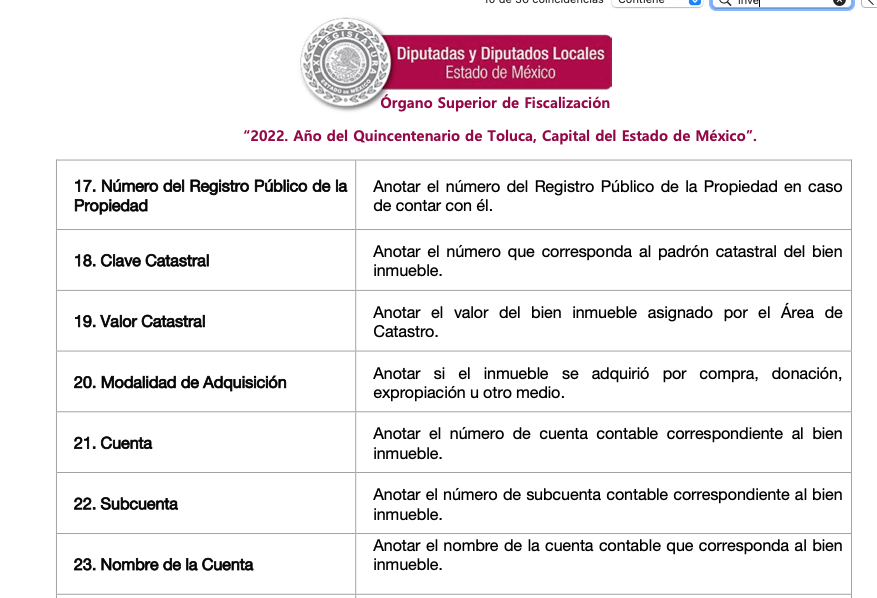 Contiene
inve
Diputadas y Diputados Locales
Estado de México
LXI LEGISLATURA
ESTADO DE MÉXICO
Órgano Superior de Fiscalización
“2022. Año del Quincentenario de Toluca, Capital del Estado de México”.
17. Número del Registro Público de la
Propiedad
Anotar el número del Registro Público de la Propiedad en caso
de contar con él.
18. Clave Catastral
Anotar el número que corresponda al padrón catastral del bien
inmueble.
19. Valor Catastral
Anotar el valor del bien inmueble asignado por el Área de
Catastro.
20. Modalidad de Adquisición
Anotar si el inmueble se adquirió por compra, donación,
expropiación u otro medio.
21. Cuenta
Anotar el número de cuenta contable correspondiente al bien
inmueble.
22. Subcuenta
Anotar el número de subcuenta contable correspondiente al bien
inmueble.
23. Nombre de la Cuenta
Anotar el nombre de la cuenta contable que corresponda al bien
inmueble.